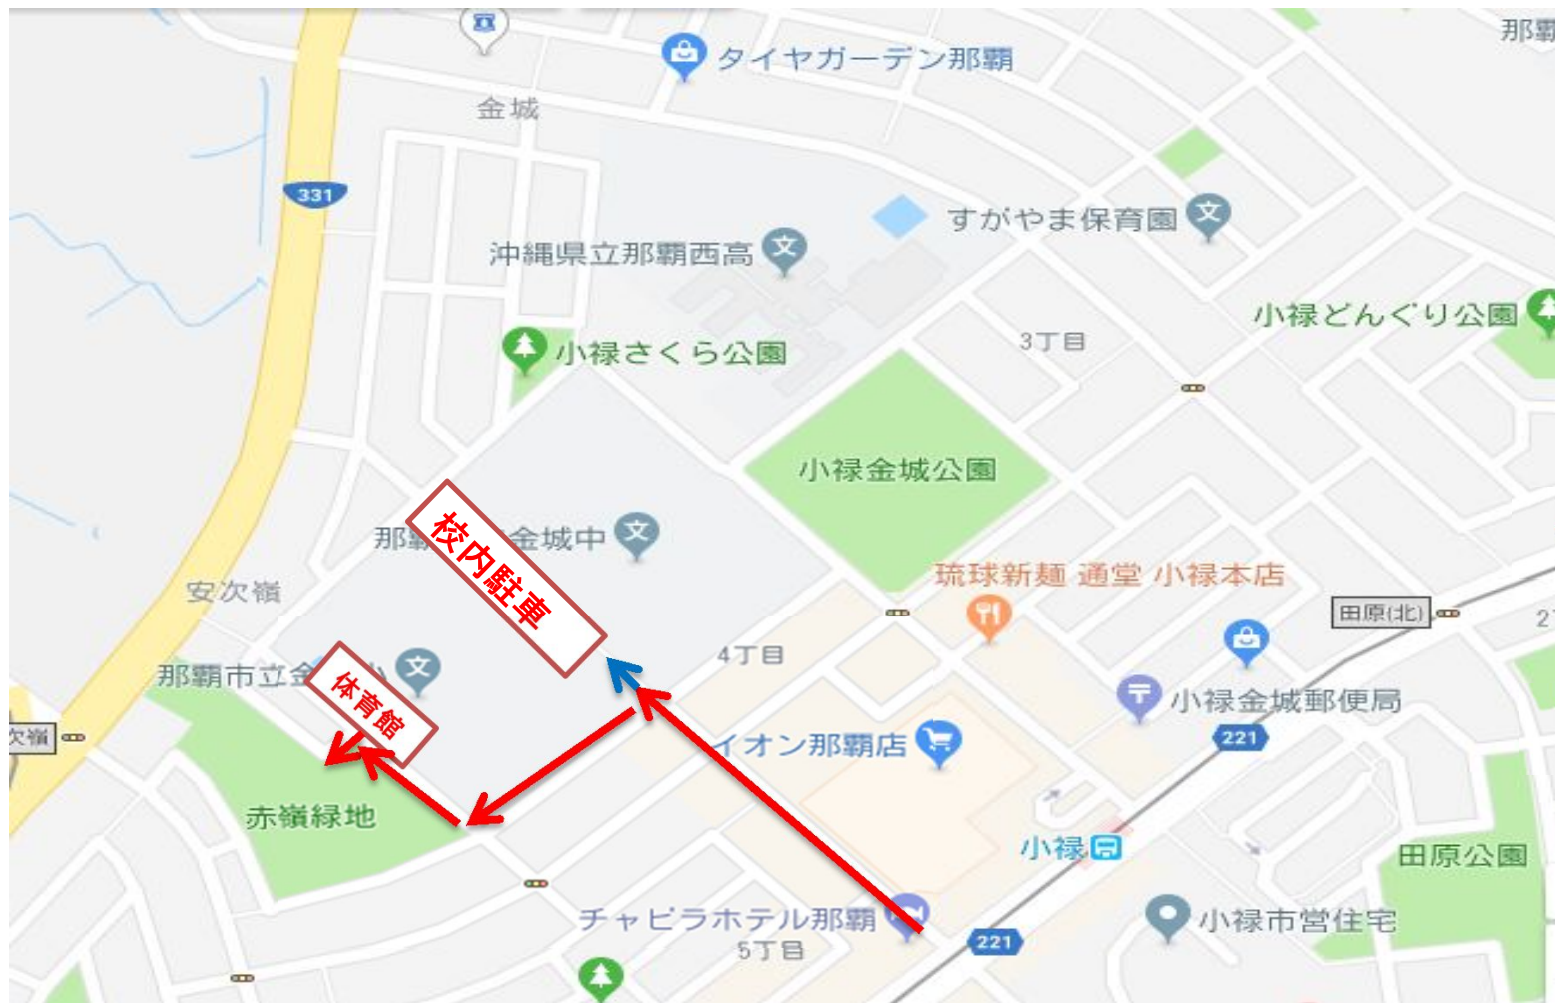 那覇
タイヤガーデン那覇
金城
331
すがやま保育園
文
沖縄県立那覇西高
文
小禄どんぐり公園
3丁目
小禄さくら公園
小禄金城公園
校内駐車
金城中
文
琉球新麺 通堂 小禄本店
安次嶺
田原(北)
2
4丁目
那覇市立金
文
体育館
小禄金城郵便局
次嶺
イオン那覇店
221
赤嶺緑地
小禄
田原公園
チャビラホテル那覇
小禄市営住宅
221
5丁目